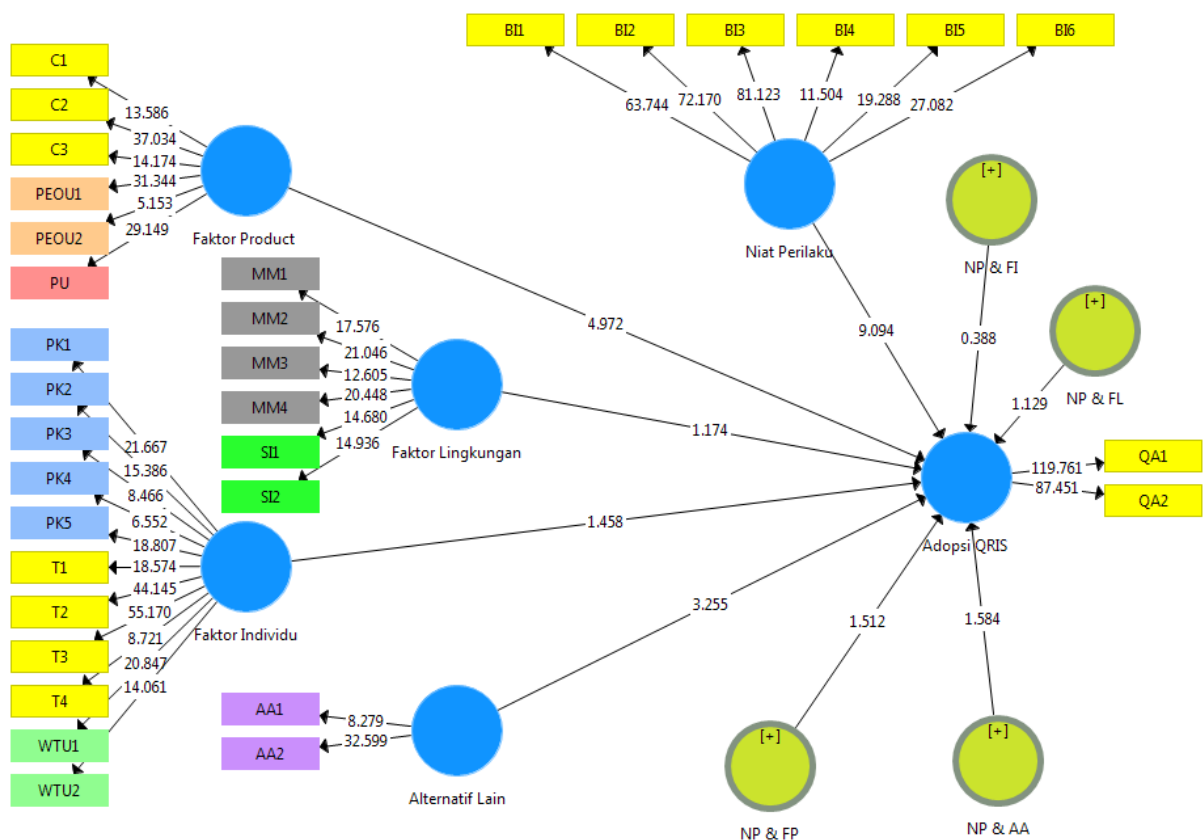 BI1
BI2
BI3
BI4
BI5
BI6
63.744
72.170
81.123
11.504
19.288
27.082
Niat Perilaku
C1
C2
C3
PEOU1
PEOU2
PU
13.586
37.034
14.174
31.344
5.153
29.149
Faktor Product
MM1
MM2
MM3
MM4
SI1
SI2
17.576
21.046
12.605
20.448
14.680
14.936
Faktor Lingkungan
PK1
PK2
PK3
PK4
PK5
T1
T2
T3
T4
WTU1
WTU2
21.667
15.386
8.466
6.552
18.807
18.574
44.145
55.170
8.721
20.847
14.061
Faktor Individu
AA1
AA2
8.279
32.599
Alternatif Lain
4.972
9.094
0.388
1.129
1.174
1.458
3.255
1.512
1.584
[+]
NP & FI
[+]
NP & FL
Adopsi QRIS
119.761
87.451
QA1
QA2
[+]
NP & FP
[+]
NP & AA